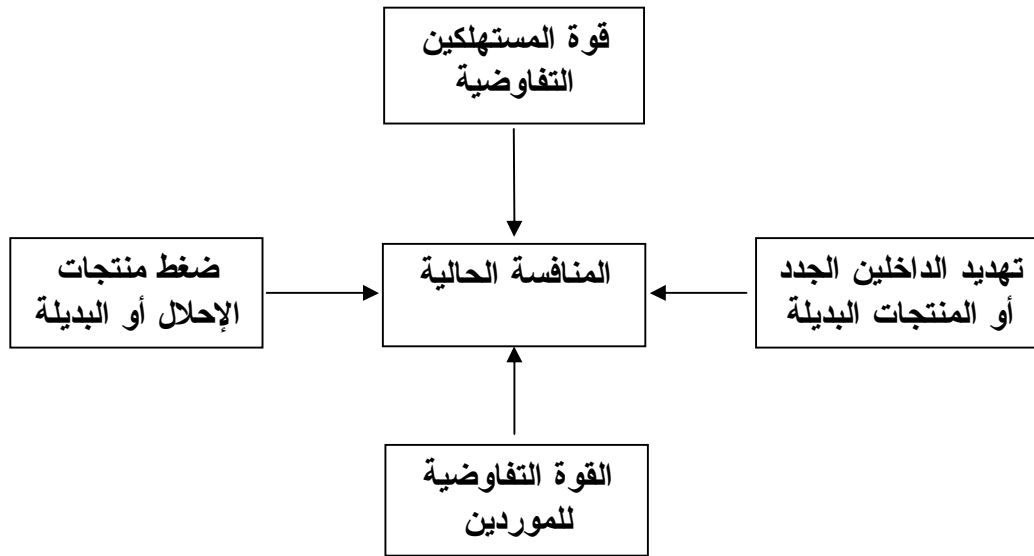 قوة المستهلكين
التفاوضية
تهديد الداخلين الجدد
أو المنتجات البديلة
المنافسة الحالية
ضغط منتجات
الإحلال أو البديلة
القوة التفاوضية
للموردين